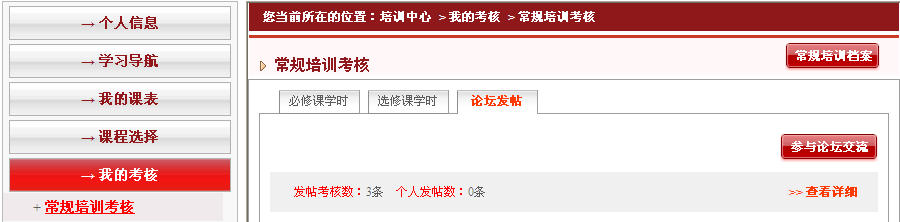 → 个人信息
→ 学习导航
→ 我的课表
→ 课程选择
→ 我的考核
+ 常规培训考核
您当前所在的位置：培训中心 > 我的考核 > 常规培训考核
常规培训考核
常规培训档案
必修课学时 选修课学时 论坛发帖
参与论坛交流
发帖考核数：3条 个人发帖数：0条 >> 查看详细